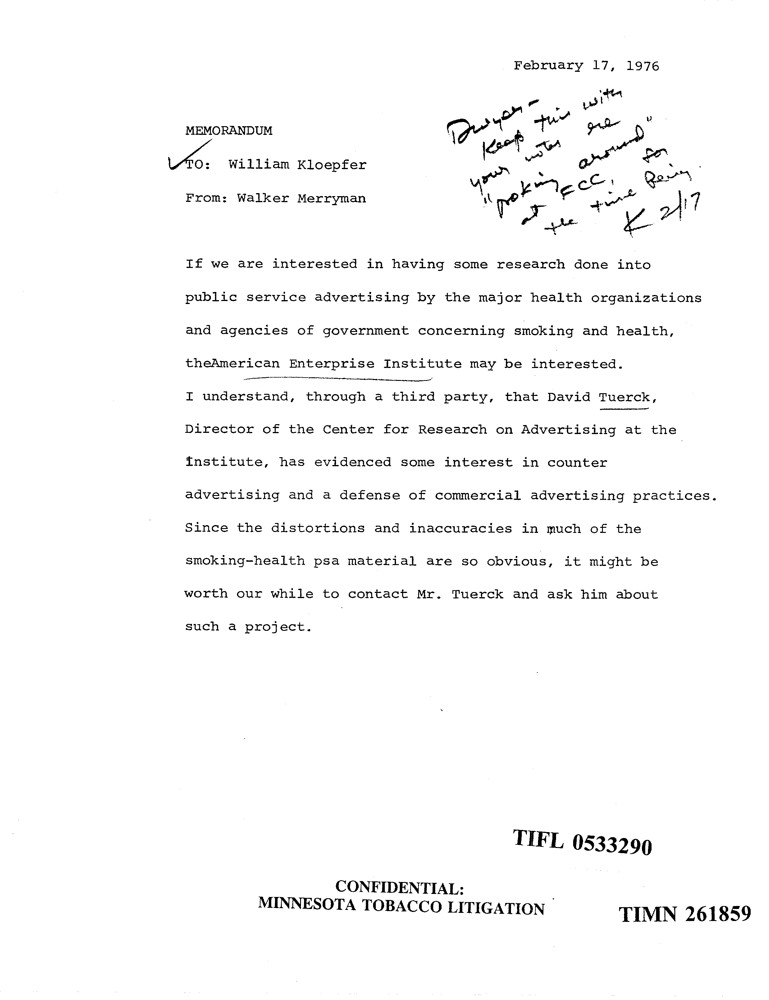 February 17, 1976
Dwyer-
Keep this with
your notes ere
"poking around"
at FCC, for
the time being.
K 2/17
MEMORANDUM
TO: William Kloepfer
From: Walker Merryman
If we are interested in having some research done into
public service advertising by the major health organizations
and agencies of government concerning smoking and health,
theAmerican Enterprise Institute may be interested.
I understand, through a third party, that David Tuerck,
Director of the Center for Research on Advertising at the
Institute, has evidenced some interest in counter
advertising and a defense of commercial advertising practices.
Since the distortions and inaccuracies in much of the
smoking-health psa material are so obvious, it might be
worth our while to contact Mr. Tuerck and ask him about
such a project.
TIFL 0533290
CONFIDENTIAL:
MINNESOTA TOBACCO LITIGATION
TIMN 261859